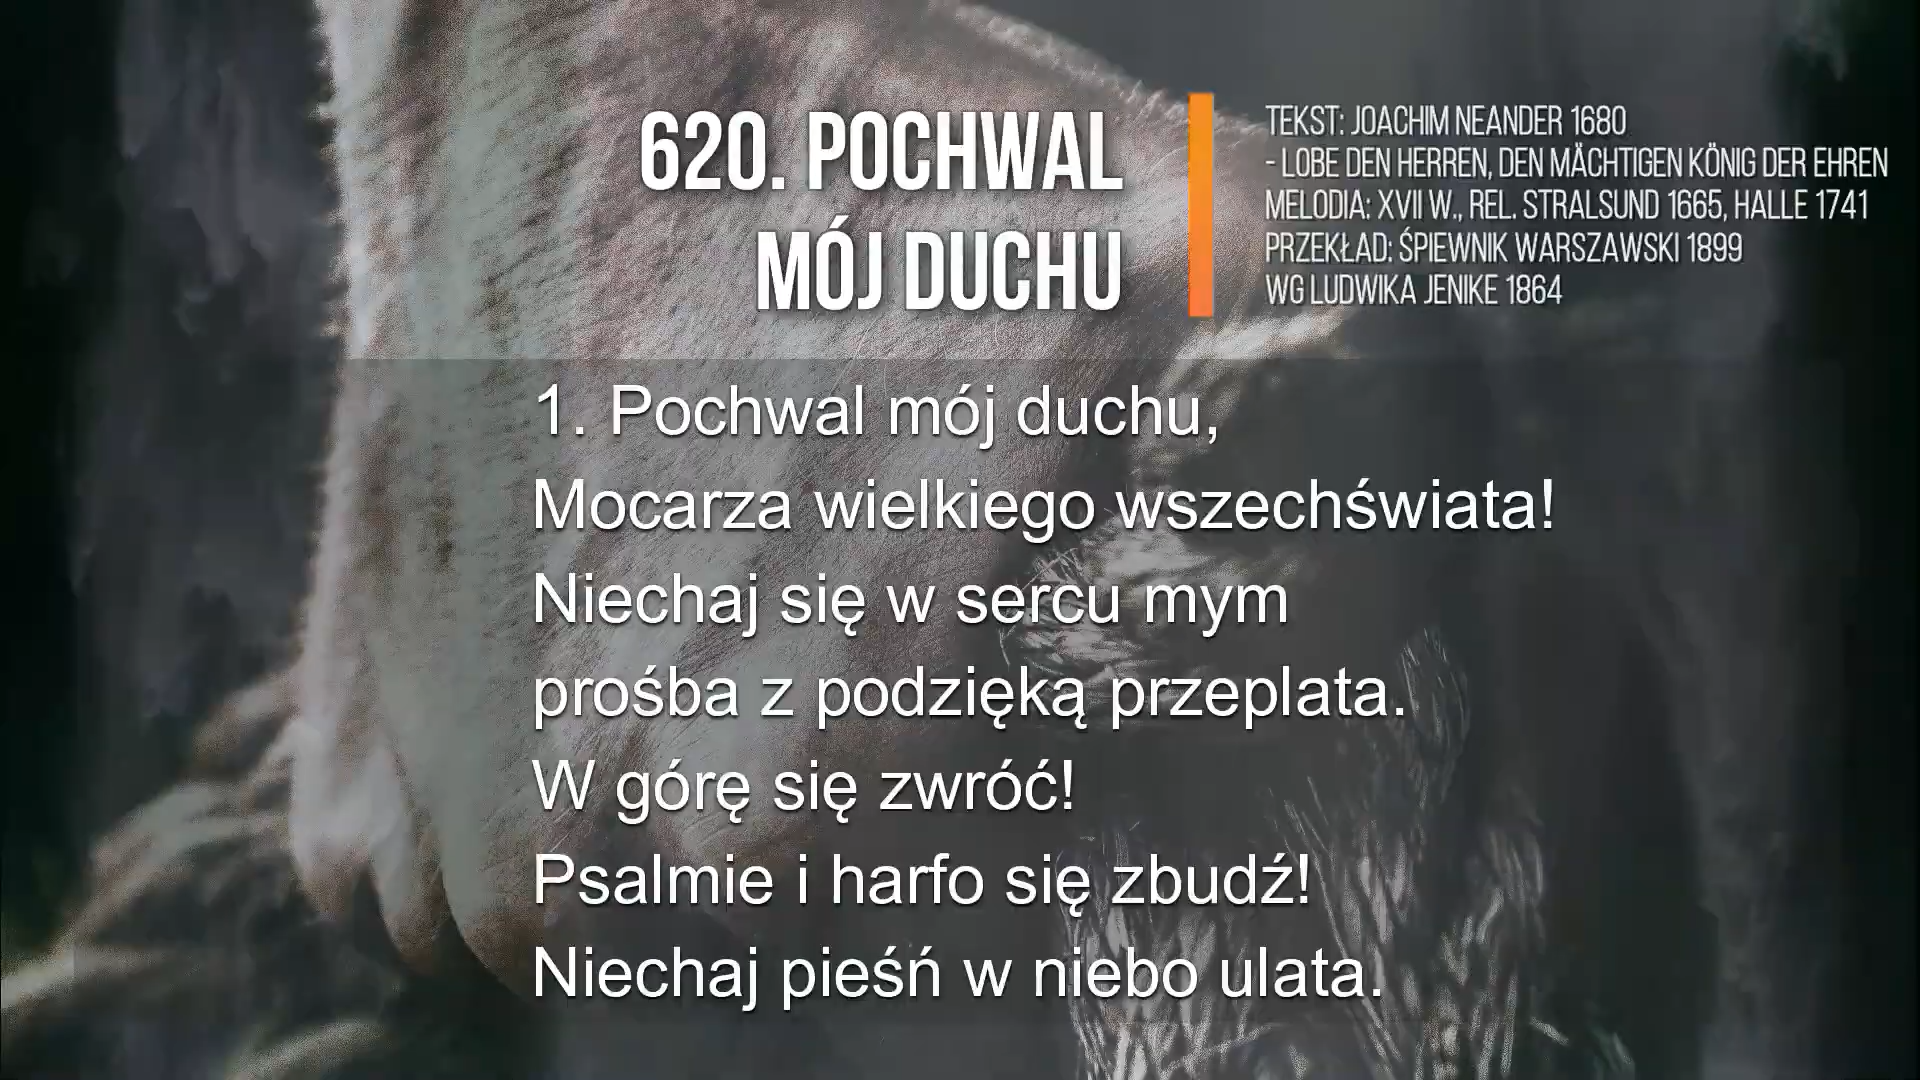 620. POCHWAL
MÓJ DUCHU
TEKST: JOACHIM NEANDER 1680
- LOBE DEN HERREN, DEN MÄCHTIGEN KÖNIG DER EHREN
MELODIA: XVII W., REL. STRALSUND 1665, HALLE 1741
PRZEKŁAD: ŚPIEWNIK WARSZAWSKI 1899
WG LUDWIKA JENIKE 1864
1. Pochwal mój duchu,
Mocarza wielkiego wszechświata!
Niechaj się w sercu mym
prośba z podzięką przeplata.
W górę się zwróć!
Psalmie i harfo się zbudź!
Niechaj pieśń w niebo ulata.